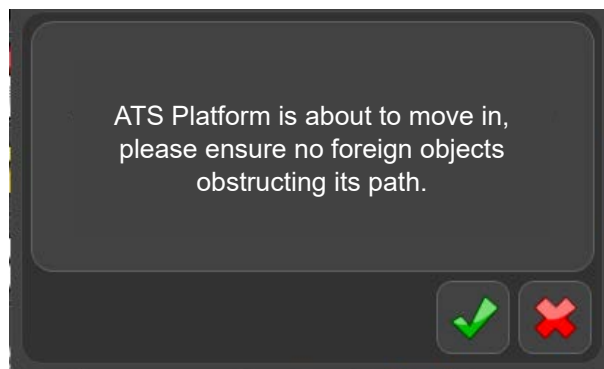 ATS Platform is about to move in,
please ensure no foreign objects
obstructing its path.